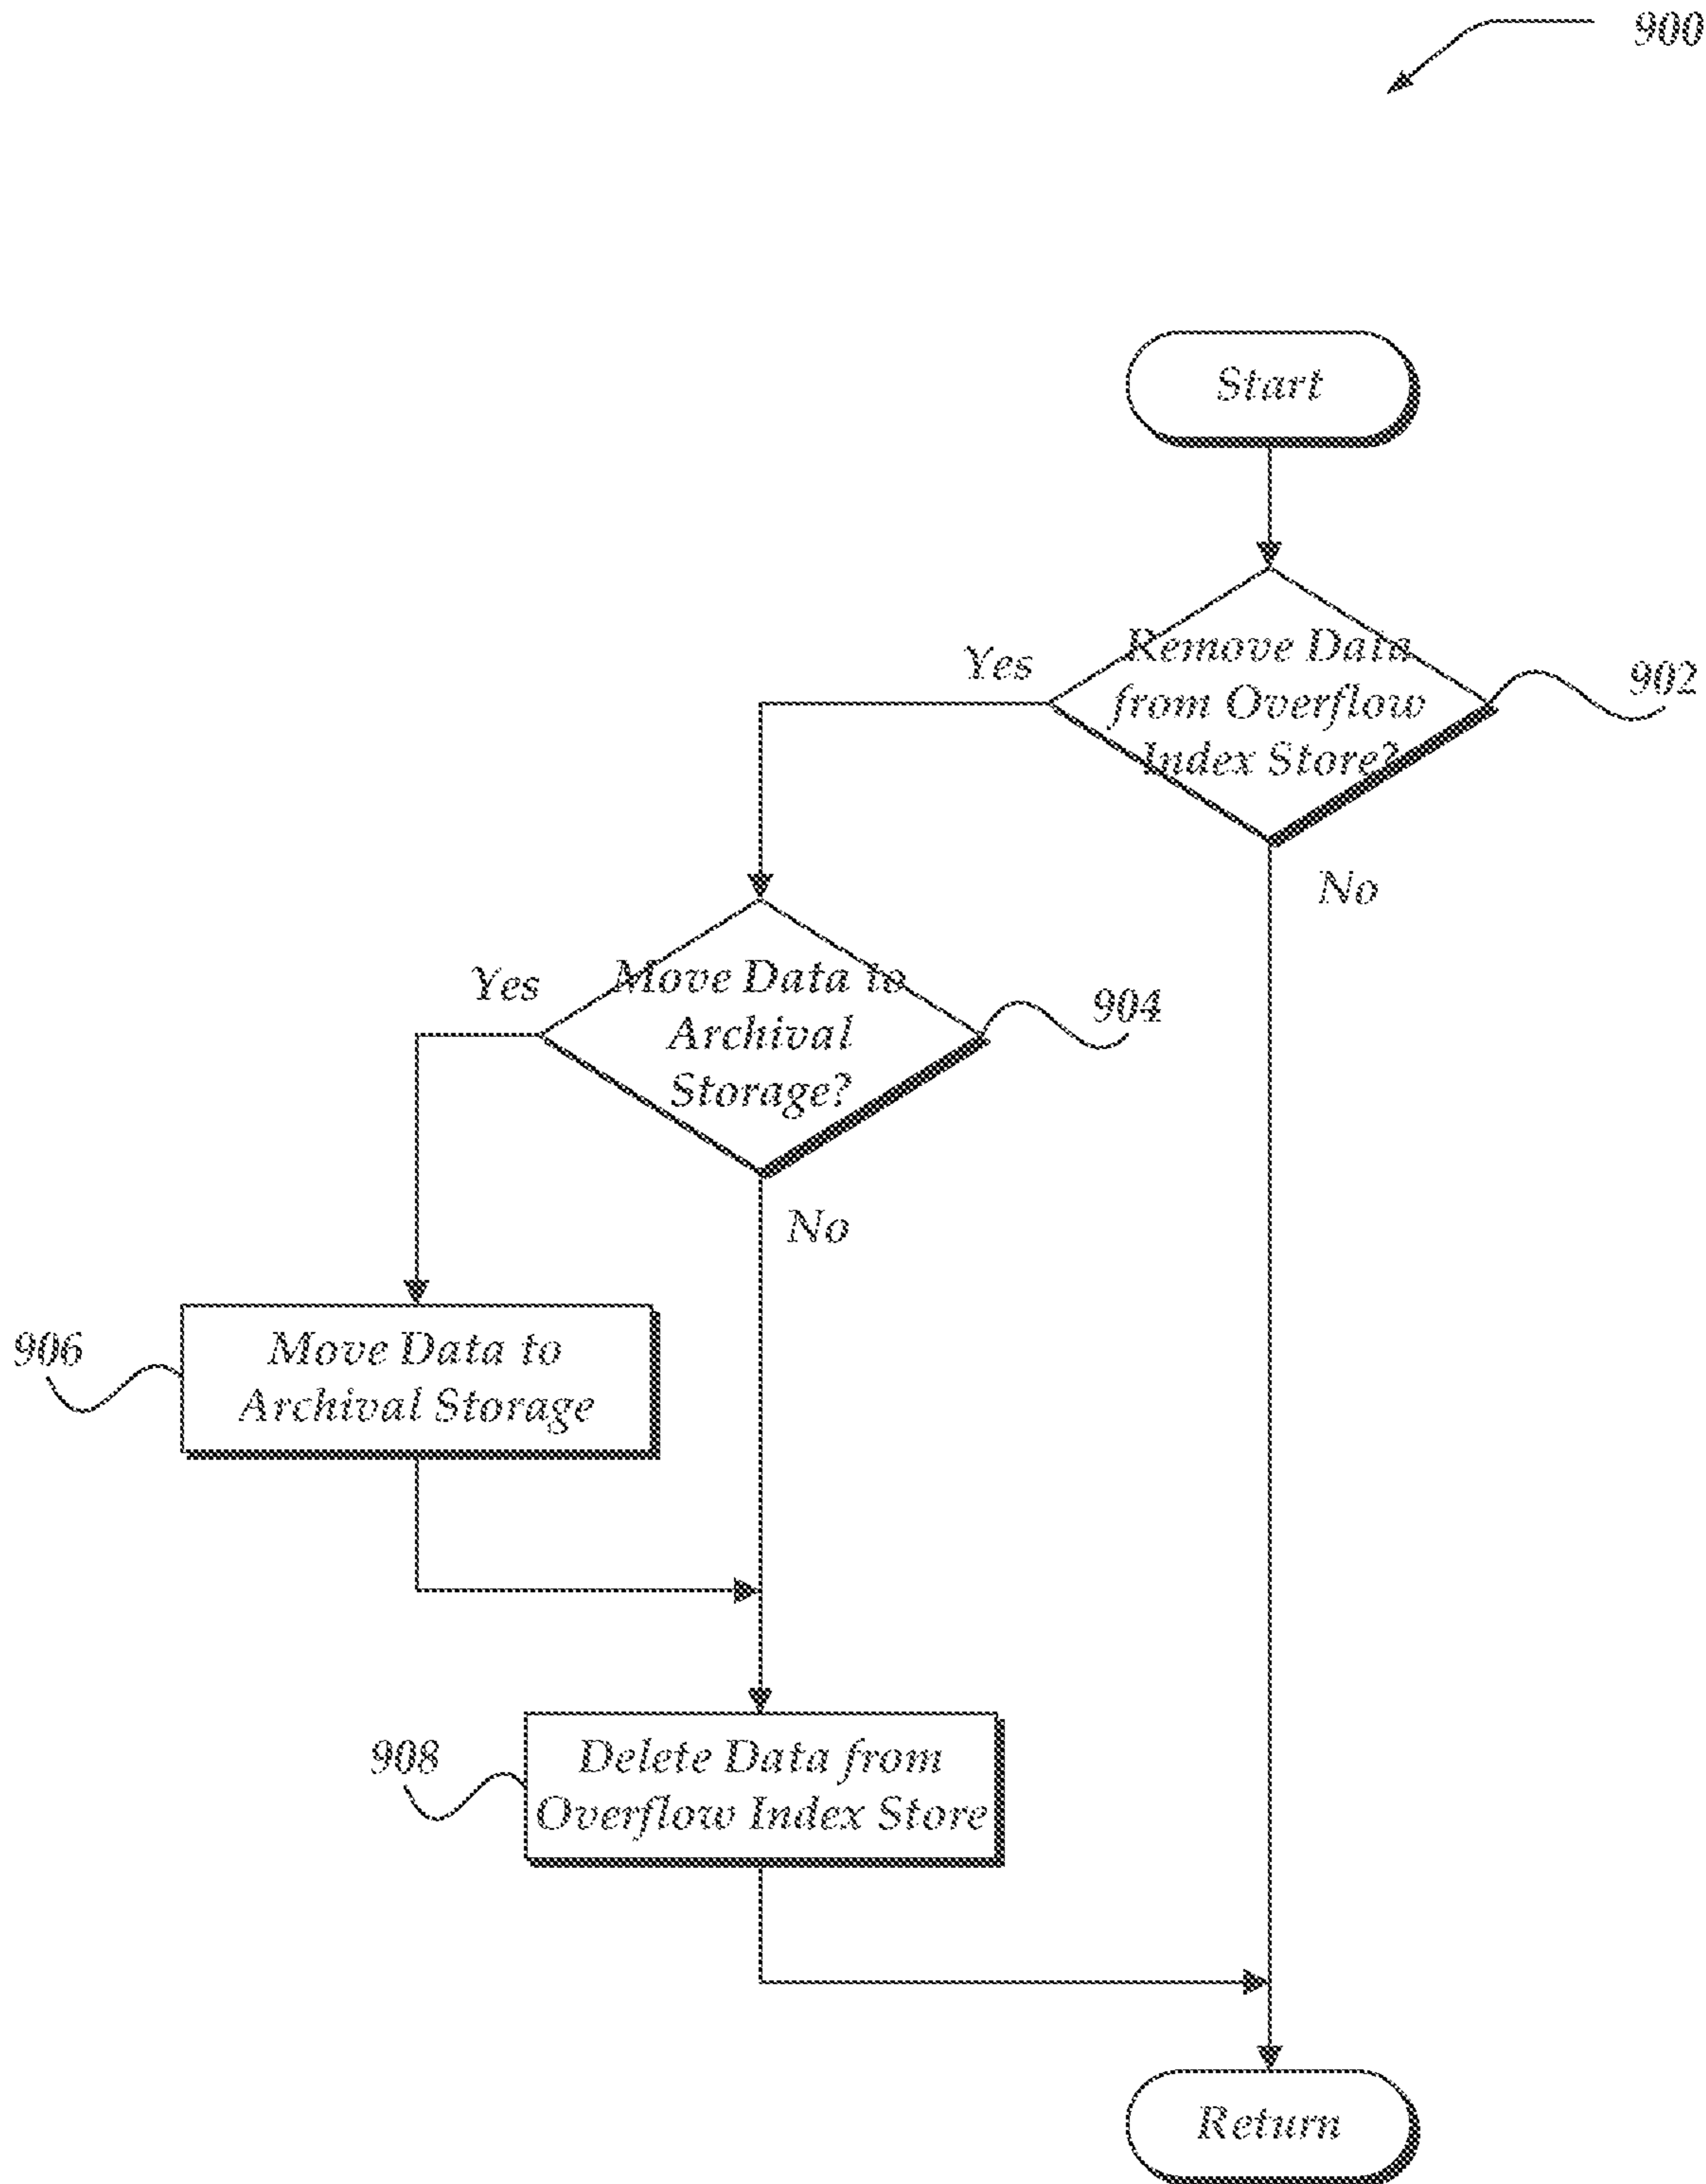 900
Start
Yes
Remove Data
from Overflow
Index Store?
902
No
Yes
Move Data to
Archival
Storage?
904
No
906
Move Data to
Archival Storage
908
Delete Data from
Overflow Index Store
Return